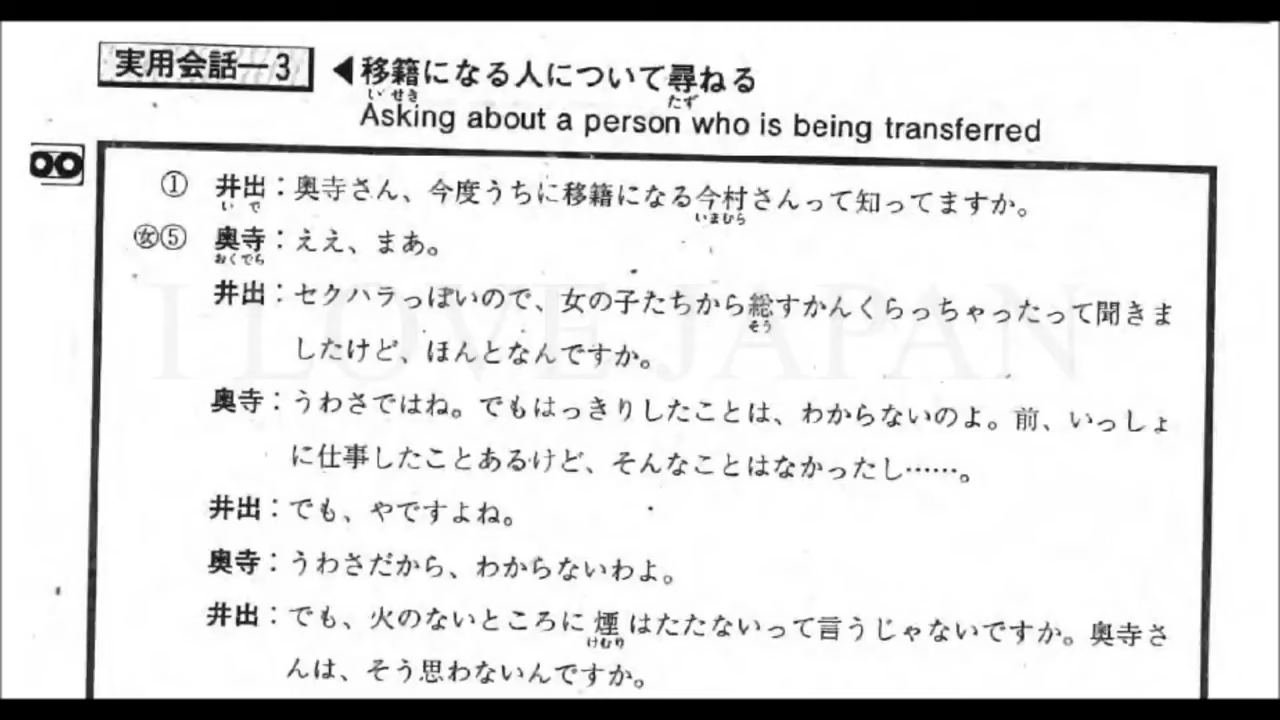 実用会話―3 ◀移籍になる人について尋ねる
いせき たず
Asking about a person who is being transferred
① 井出：奥寺さん、今度うちに移籍になる今村さんって知ってますか。
いで いまむら
女⑤ 奥寺：ええ、まあ。
おくでら
井出：セクハラっぽいので、女の子たちから総すかんくらっちゃったって聞きま
そう
したけど、ほんとなんですか。
奥寺：うわさではね。でもはっきりしたことは、わからないのよ。前、いっしょ
に仕事したことあるけど、そんなことはなかったし……。
井出：でも、やですよね。
奥寺：うわさだから、わからないわよ。
井出：でも、火のないところに煙はたたないって言うじゃないですか。奥寺さ
けむり
んは、そう思わないんですか。
I LOVE JAPAN